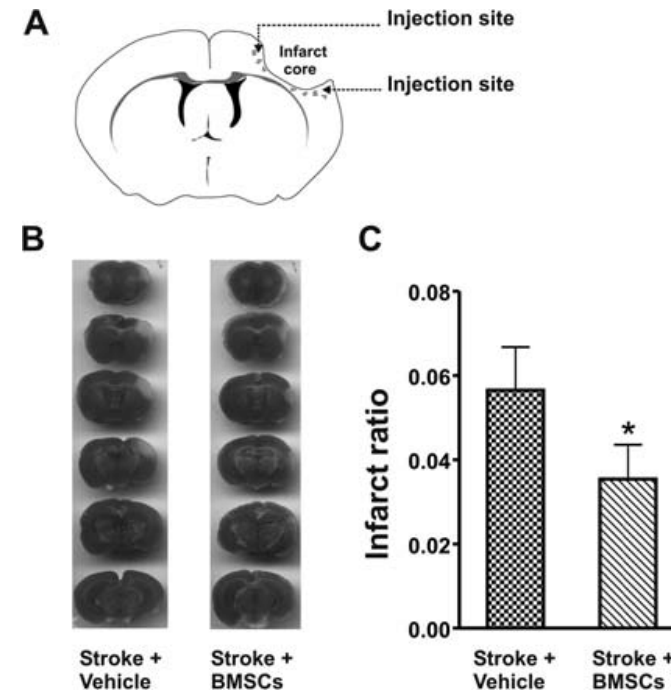 A
Injection site
Infarct
core
Injection site
B
C
Infarct ratio
0.08
0.06
0.04
0.02
0.00
*
Stroke +
Vehicle
Stroke +
BMSCs
Stroke +
Vehicle
Stroke +
BMSCs